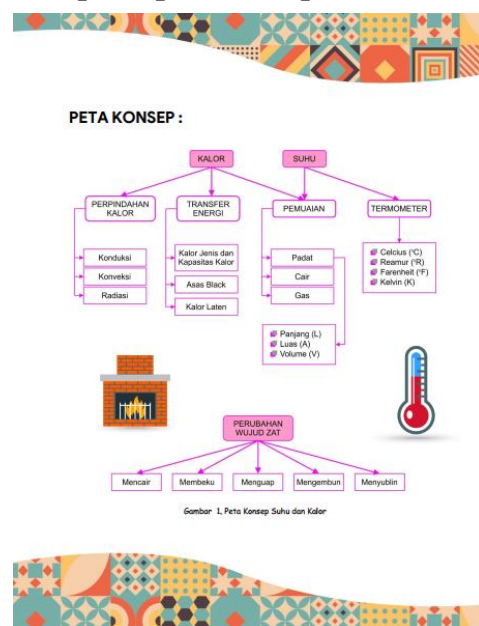 PETA KONSEP :
KALOR
SUHU
PERPINDAHAN
KALOR
TRANSFER
ENERGI
PEMUAIAN
TERMOMETER
Konduksi
Konveksi
Radiasi
Kalor Jenis dan
Kapasitas Kalor
Asas Black
Kalor Laten
Padat
Cair
Gas
Celcius (°C)
Reamur (°R)
Farenheit (°F)
Kelvin (K)
Panjang (L)
Luas (A)
Volume (V)
PERUBAHAN
WUJUD ZAT
Mencair
Membeku
Menguap
Mengembun
Menyublin
Gambar 1, Peta Konsep Suhu dan Kalor